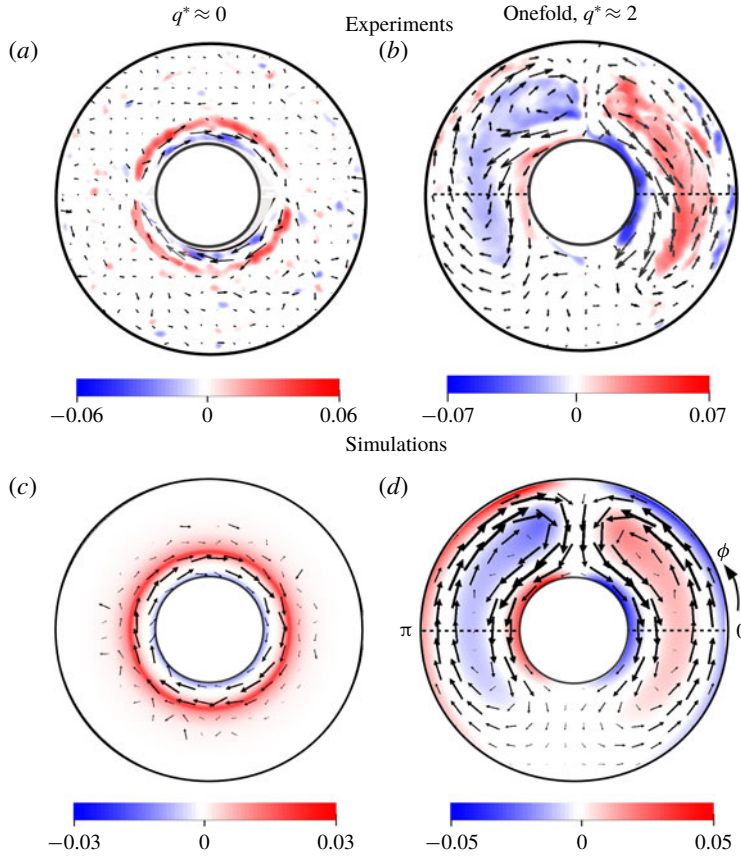 q* ≈ 0
Onefold, q* ≈ 2
Experiments
(a)
(b)
−0.06 0 0.06
−0.07 0 0.07
Simulations
(c)
(d)
ϕ
π
0
−0.03 0 0.03
−0.05 0 0.05